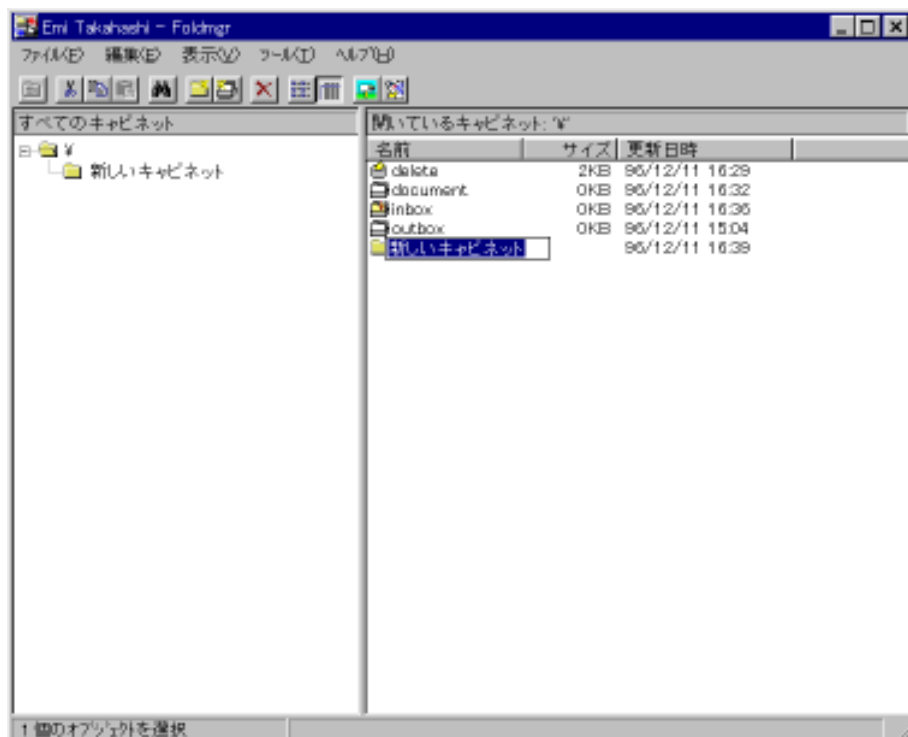 Emi Takahashi - Foldmgr
ファイル(F) 編集(E) 表示(V) ツール(T) ヘルプ(H)
すべてのキャビネット
開いているキャビネット: '¥'
¥
新しいキャビネット
名前 サイズ 更新日時
delete 2KB 96/12/11 16:29
document 0KB 96/12/11 16:32
inbox 0KB 96/12/11 16:36
outbox 0KB 96/12/11 15:04
新しいキャビネット 96/12/11 16:39
1 個のオブジェクトを選択